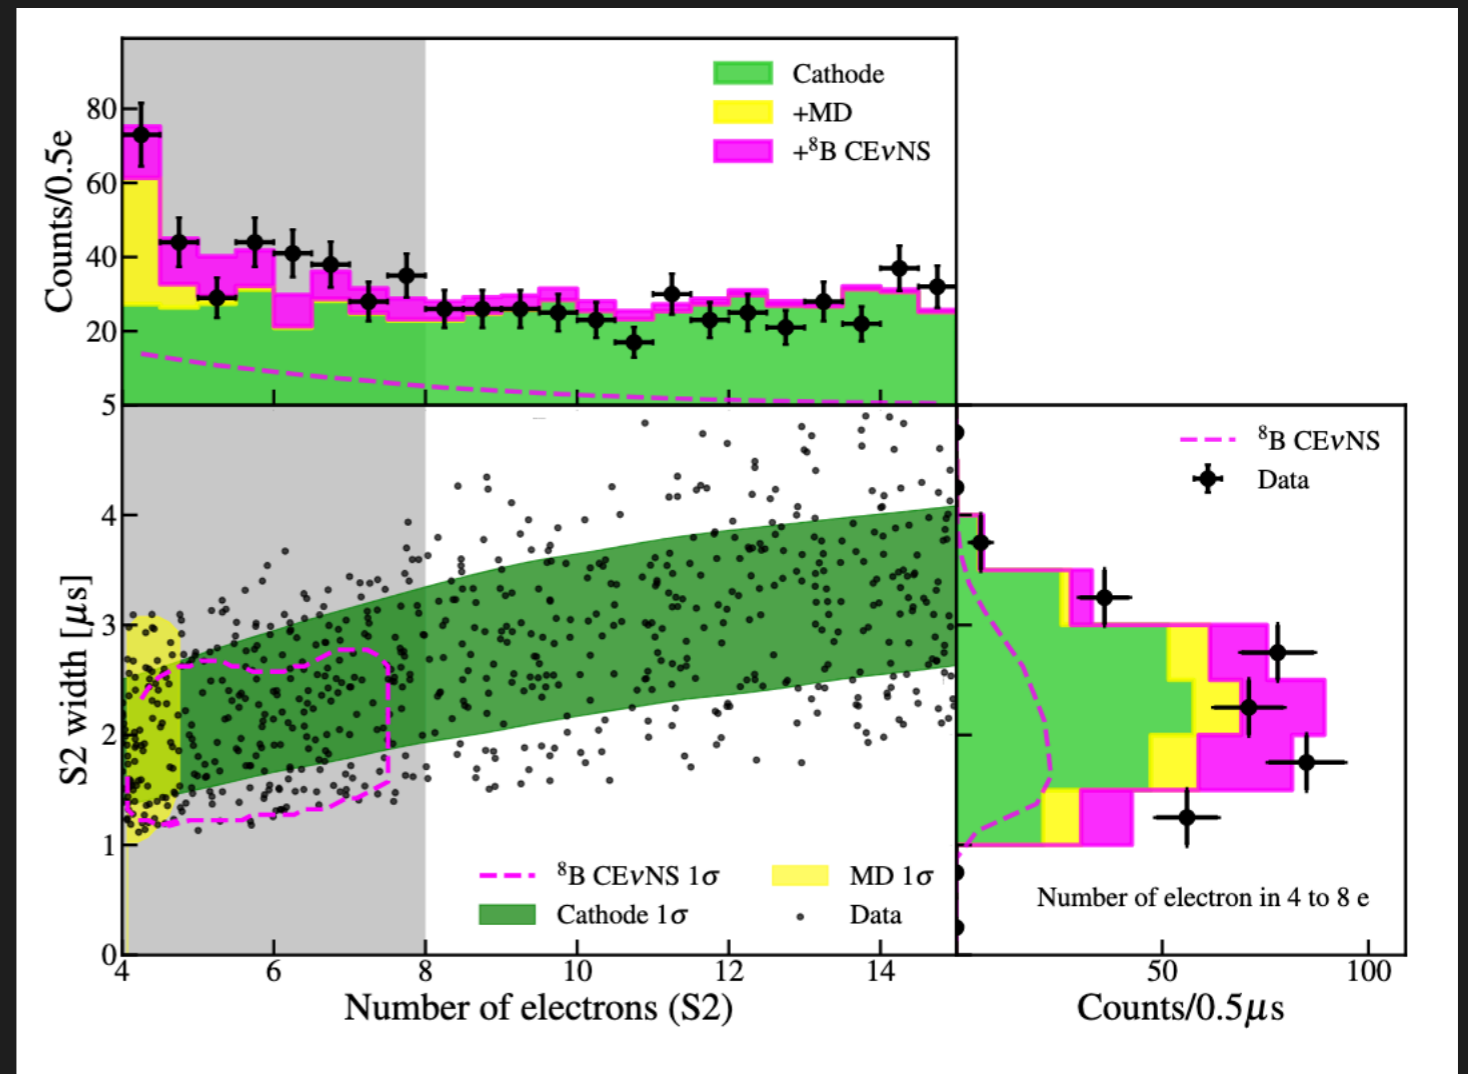 Counts/0.5e
80
60
40
20
Cathode
+MD
+⁸B CEνNS
5
4
3
2
1
0
S2 width [μs]
⁸B CEνNS 1σ
Cathode 1σ
MD 1σ
Data
4 6 8 10 12 14
Number of electrons (S2)
⁸B CEνNS
Data
Number of electron in 4 to 8 e
50 100
Counts/0.5μs